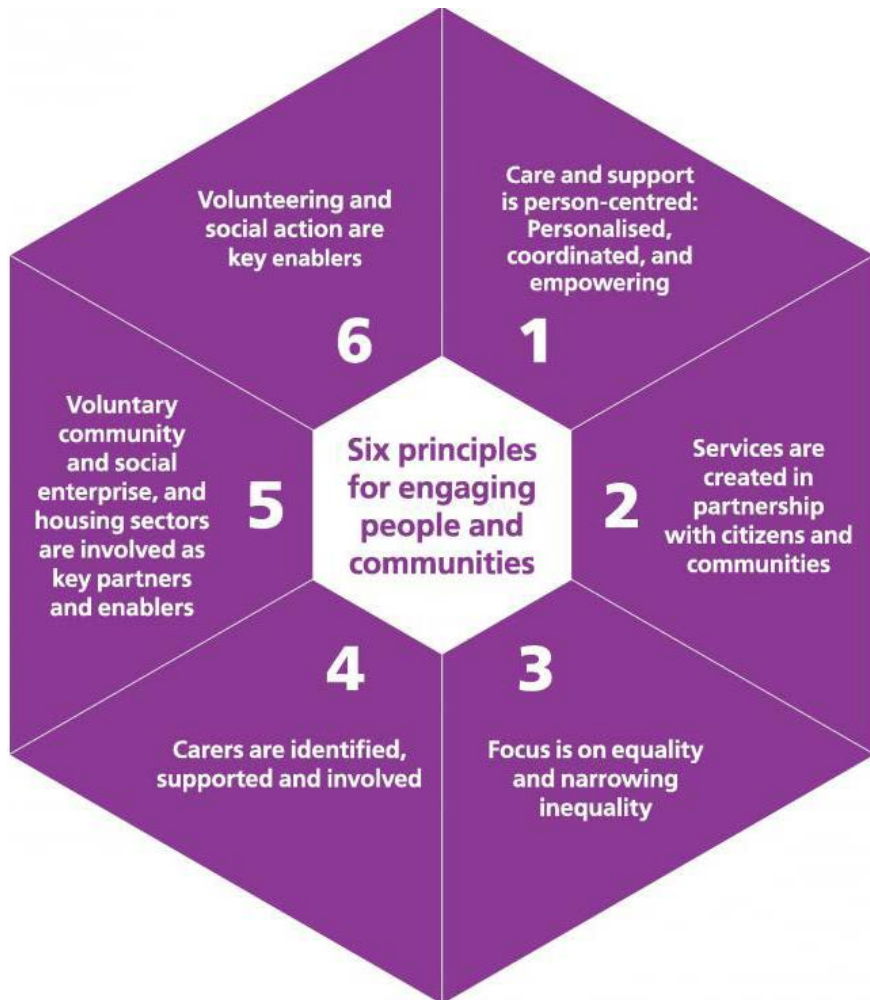 Six principles
for engaging
people and
communities
Care and support
is person-centred:
Personalised,
coordinated, and
empowering
1
2
Services are
created in
partnership
with citizens and
communities
3
Focus is on equality
and narrowing
inequality
4
Carers are identified,
supported and involved
Voluntary
community
and social
enterprise, and
housing sectors
are involved as
key partners
and enablers
5
Volunteering and
social action are
key enablers
6